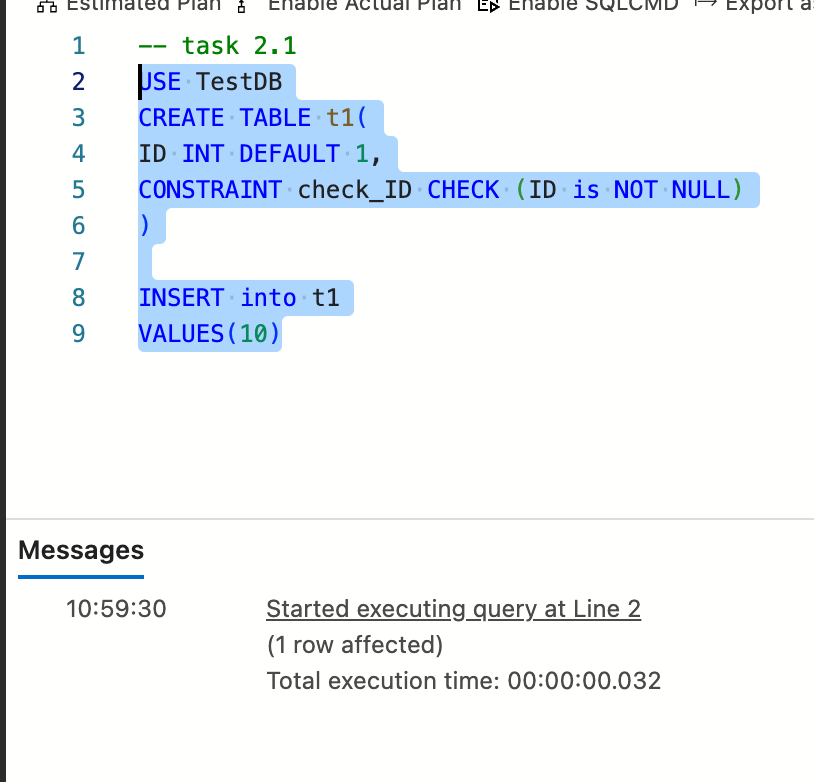 Estimated Plan Enable Actual Plan Enable SQLCMD Export as
1 -- task 2.1
2 USE TestDB
3 CREATE TABLE t1(
4 ID INT DEFAULT 1,
5 CONSTRAINT check_ID CHECK (ID is NOT NULL)
6 )
7
8 INSERT into t1
9 VALUES(10)
Messages
10:59:30 Started executing query at Line 2
(1 row affected)
Total execution time: 00:00:00.032